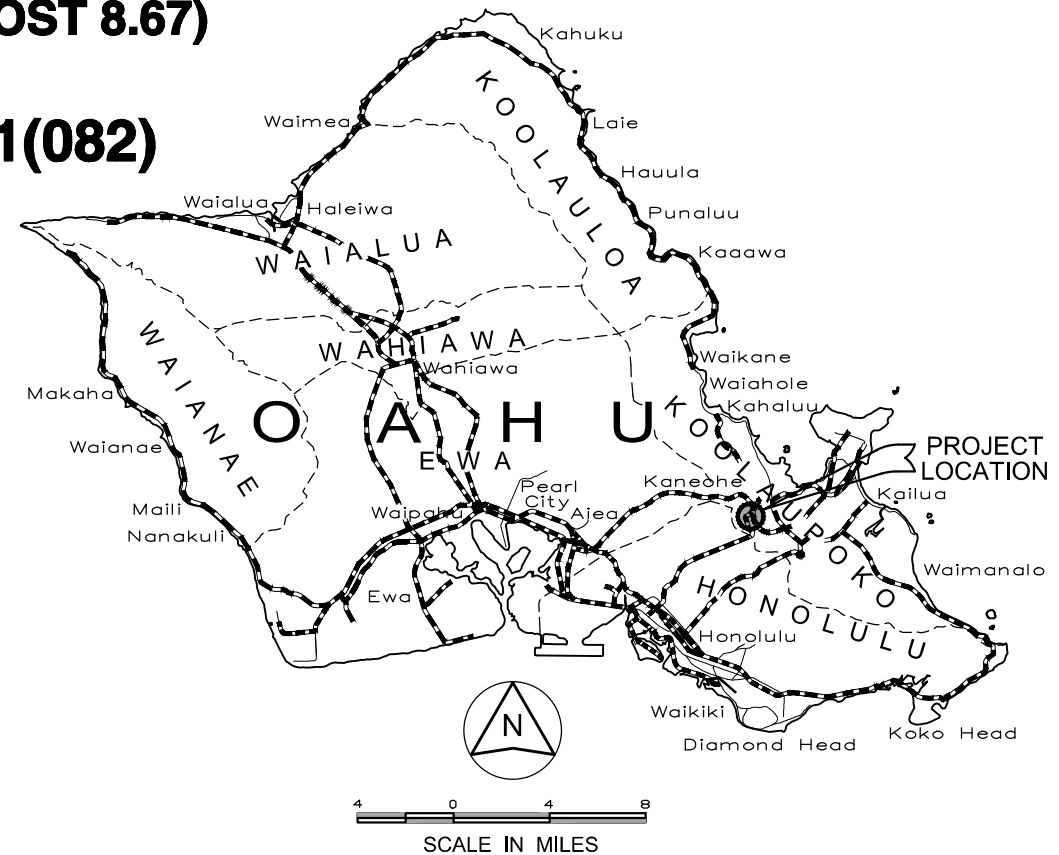 OST 8.67)
1(082)
Kahuku
Waimea
Laie
Hauula
Waialua
Haleiwa
Punaluu
Kaaawa
KOOLAULOA
WAIALUA
WAHIAWA
Wahiawa
Waikane
Waiahole
Kahaluu
Makaha
WAIANAE
OAHU
KOOLAUPOKO
Waianae
EWA
PROJECT
LOCATION
Maili
Nanakuli
Pearl
City
Waipahu
Aiea
Kaneohe
Kailua
Ewa
HONOLULU
Waimanalo
Honolulu
Waikiki
Diamond Head
Koko Head
N
4 0 4 8
SCALE IN MILES